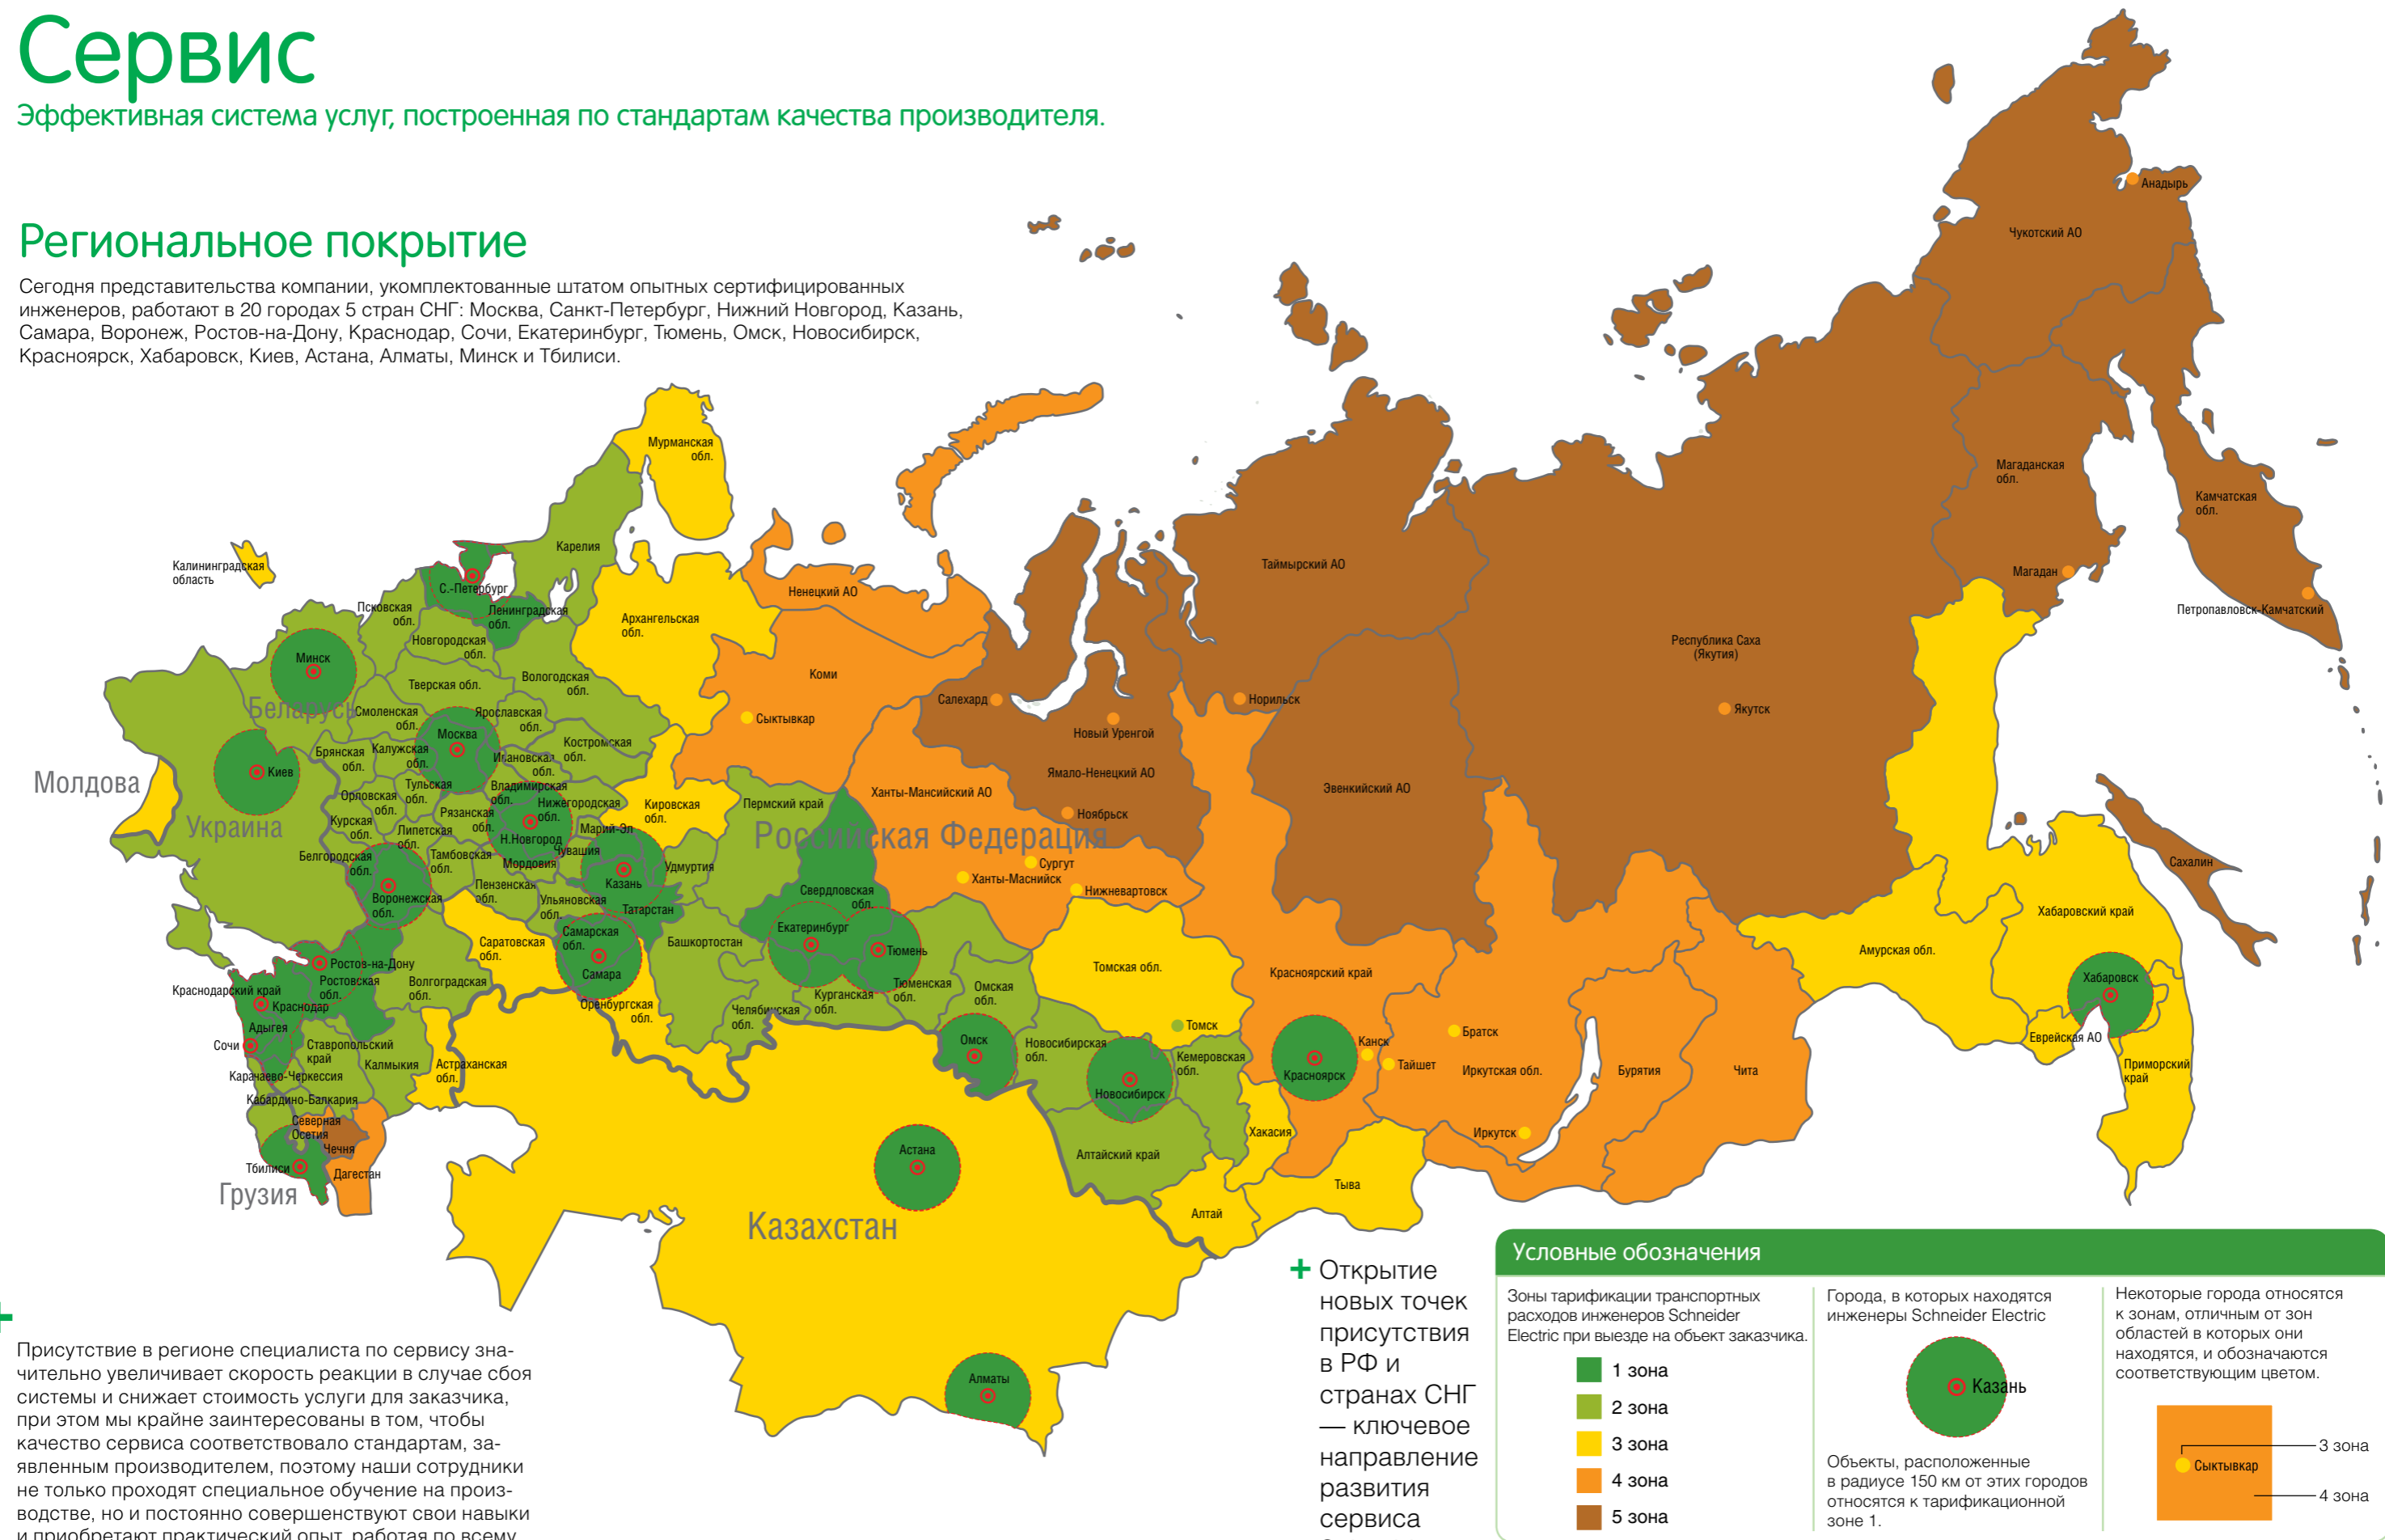 Сервис
Эффективная система услуг, построенная по стандартам качества производителя.
Региональное покрытие
Сегодня представительства компании, укомплектованные штатом опытных сертифицированных
инженеров, работают в 20 городах 5 стран СНГ: Москва, Санкт-Петербург, Нижний Новгород, Казань,
Самара, Воронеж, Ростов-на-Дону, Краснодар, Сочи, Екатеринбург, Тюмень, Омск, Новосибирск,
Красноярск, Хабаровск, Киев, Астана, Алматы, Минск и Тбилиси.
Анадырь
Чукотский АО
Мурманская
обл.
Магаданская
обл.
Камчатская
обл.
Карелия
Калининградская
область
Таймырский АО
Магадан
С.-Петербург
Ненецкий АО
Петропавловск-Камчатский
Псковская
обл.
Ленинградская
обл.
Архангельская
обл.
Новгородская
обл.
Республика Саха
(Якутия)
Минск
Коми
Тверская обл.
Вологодская
обл.
Салехард
Норильск
Беларусь
Смоленская
обл.
Ярославская
обл.
Сыктывкар
Якутск
Москва
Новый Уренгой
Брянская
обл.
Калужская
обл.
Ивановская
обл.
Костромская
обл.
Киев
Ямало-Ненецкий АО
Молдова
Эвенкийский АО
Орловская
обл.
Тульская
обл.
Владимирская
обл.
Нижегородская
обл.
Кировская
обл.
Пермский край
Ханты-Мансийский АО
Ноябрьск
Украина
Курская
обл.
Липетская
обл.
Рязанская
обл.
Н.Новгород
Марий-Эл
Российская Федерация
Белгородская
обл.
Тамбовская
обл.
Мордовия
Чувашия
Удмуртия
Сургут
Ханты-Маснийск
Нижневартовск
Сахалин
Воронежская
обл.
Пензенская
обл.
Ульяновская
обл.
Казань
Татарстан
Свердловская
обл.
Хабаровский край
Саратовская
обл.
Самарская
обл.
Самара
Башкортостан
Екатеринбург
Тюмень
Амурская обл.
Ростов-на-Дону
Ростовская
обл.
Волгоградская
обл.
Томская обл.
Красноярский край
Хабаровск
Краснодарский край
Краснодар
Оренбургская
обл.
Челябинская
обл.
Курганская
обл.
Тюменская
обл.
Омская
обл.
Адыгея
Томск
Братск
Сочи
Ставропольский
край
Омск
Новосибирская
обл.
Кемеровская
обл.
Канск
Еврейская АО
Карачаево-Черкессия
Калмыкия
Астраханская
обл.
Новосибирск
Красноярск
Тайшет
Иркутская обл.
Бурятия
Чита
Приморский
край
Кабардино-Балкария
Северная
Осетия
Чечня
Хакасия
Иркутск
Тбилиси
Дагестан
Астана
Алтайский край
Грузия
Тыва
Казахстан
Алтай
Алматы
+
Присутствие в регионе специалиста по сервису зна-
чительно увеличивает скорость реакции в случае сбоя
системы и снижает стоимость услуги для заказчика,
при этом мы крайне заинтересованы в том, чтобы
качество сервиса соответствовало стандартам, за-
явленным производителем, поэтому наши сотрудники
не только проходят специальное обучение на произ-
водстве, но и постоянно совершенствуют свои навыки
и приобретают практический опыт, работая по всему
+ Открытие
новых точек
присутствия
в РФ и
странах СНГ
— ключевое
направление
развития
сервиса
Условные обозначения
Зоны тарификации транспортных
расходов инженеров Schneider
Electric при выезде на объект заказчика.
1 зона
2 зона
3 зона
4 зона
5 зона
Города, в которых находятся
инженеры Schneider Electric
Казань
Объекты, расположенные
в радиусе 150 км от этих городов
относятся к тарификационной
зоне 1.
Некоторые города относятся
к зонам, отличным от зон
областей в которых они
находятся, и обозначаются
соответствующим цветом.
3 зона
Сыктывкар
4 зона